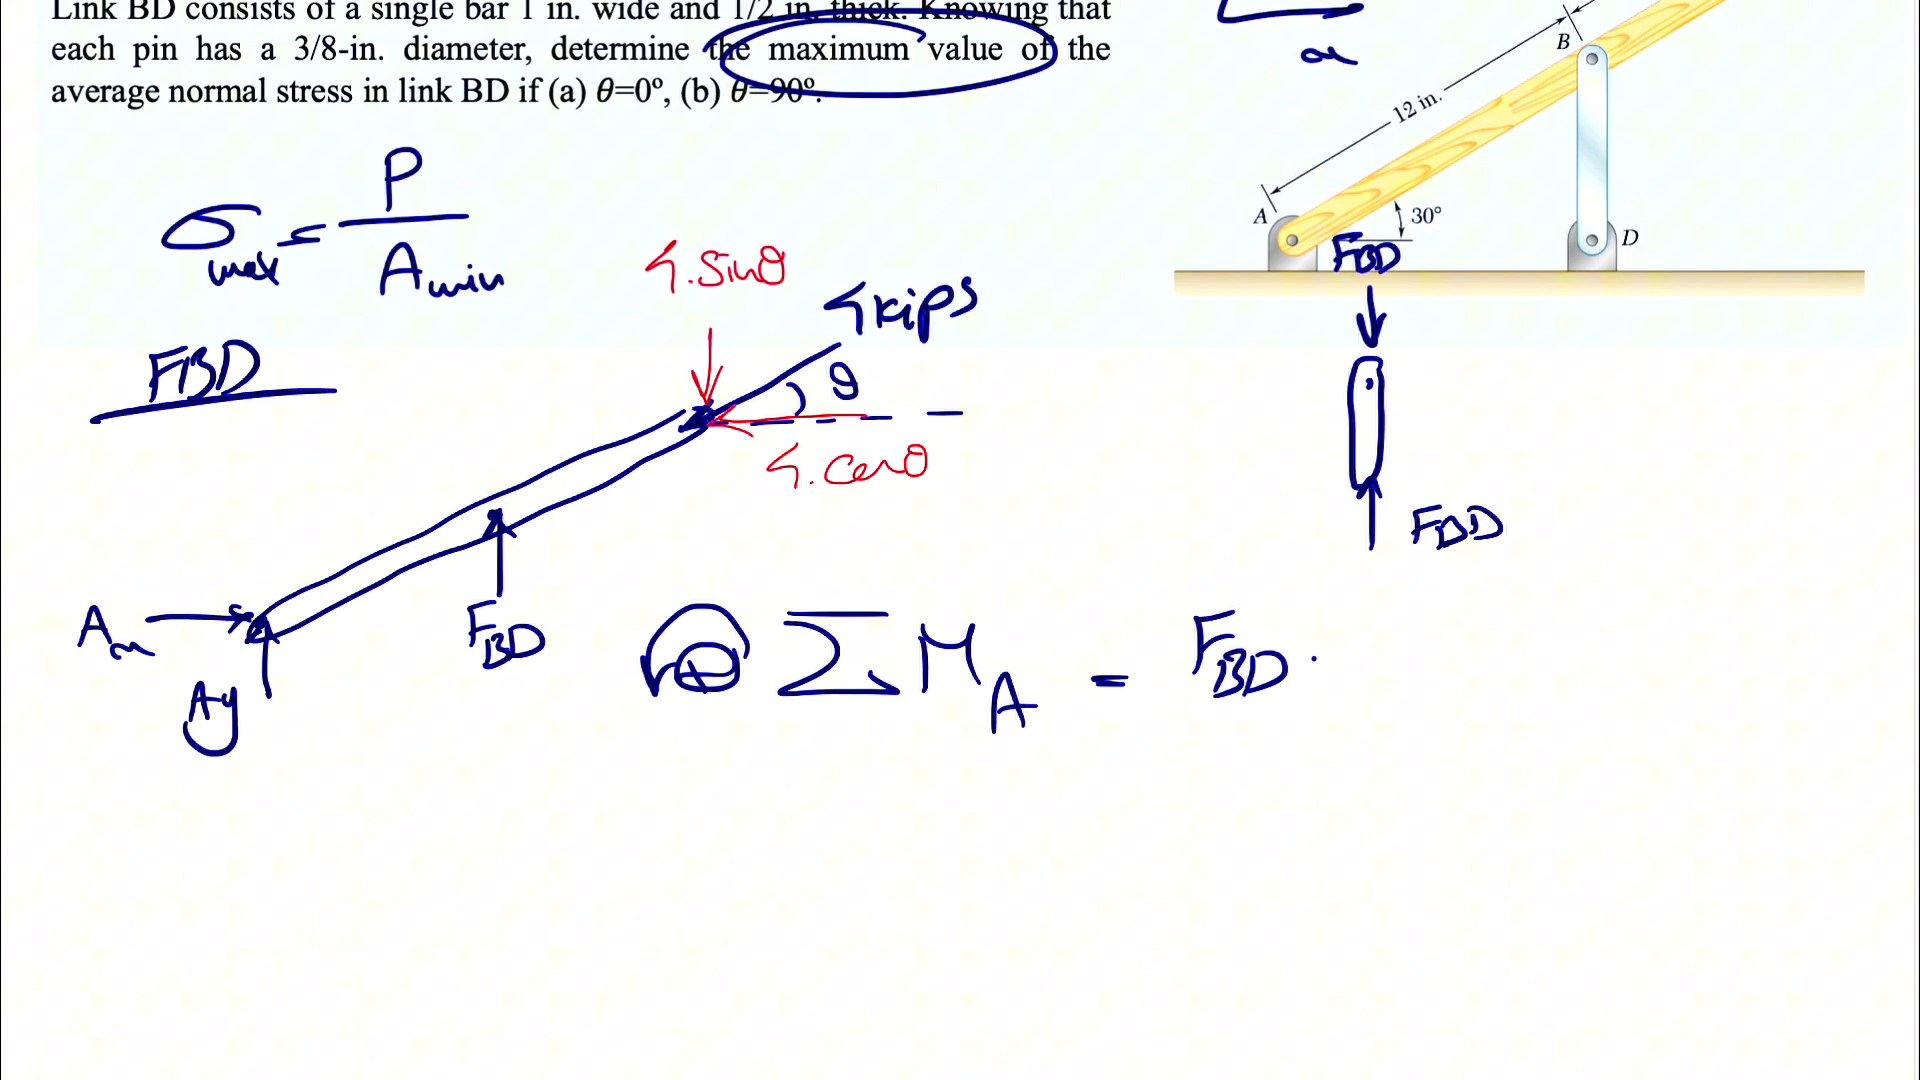 Link BD consists of a single bar 1 in. wide and 1/2 in. thick. Knowing that
each pin has a 3/8-in. diameter, determine the maximum value of the
average normal stress in link BD if (a) θ=0º, (b) θ=90º.
x
B
12 in.
A
30°
D
σmax = P / Amin
FBD
4.sinθ
4kips
θ
4.cosθ
FBD
FBD
Ax
Ay
FBD
+ ΣMA = FBD .